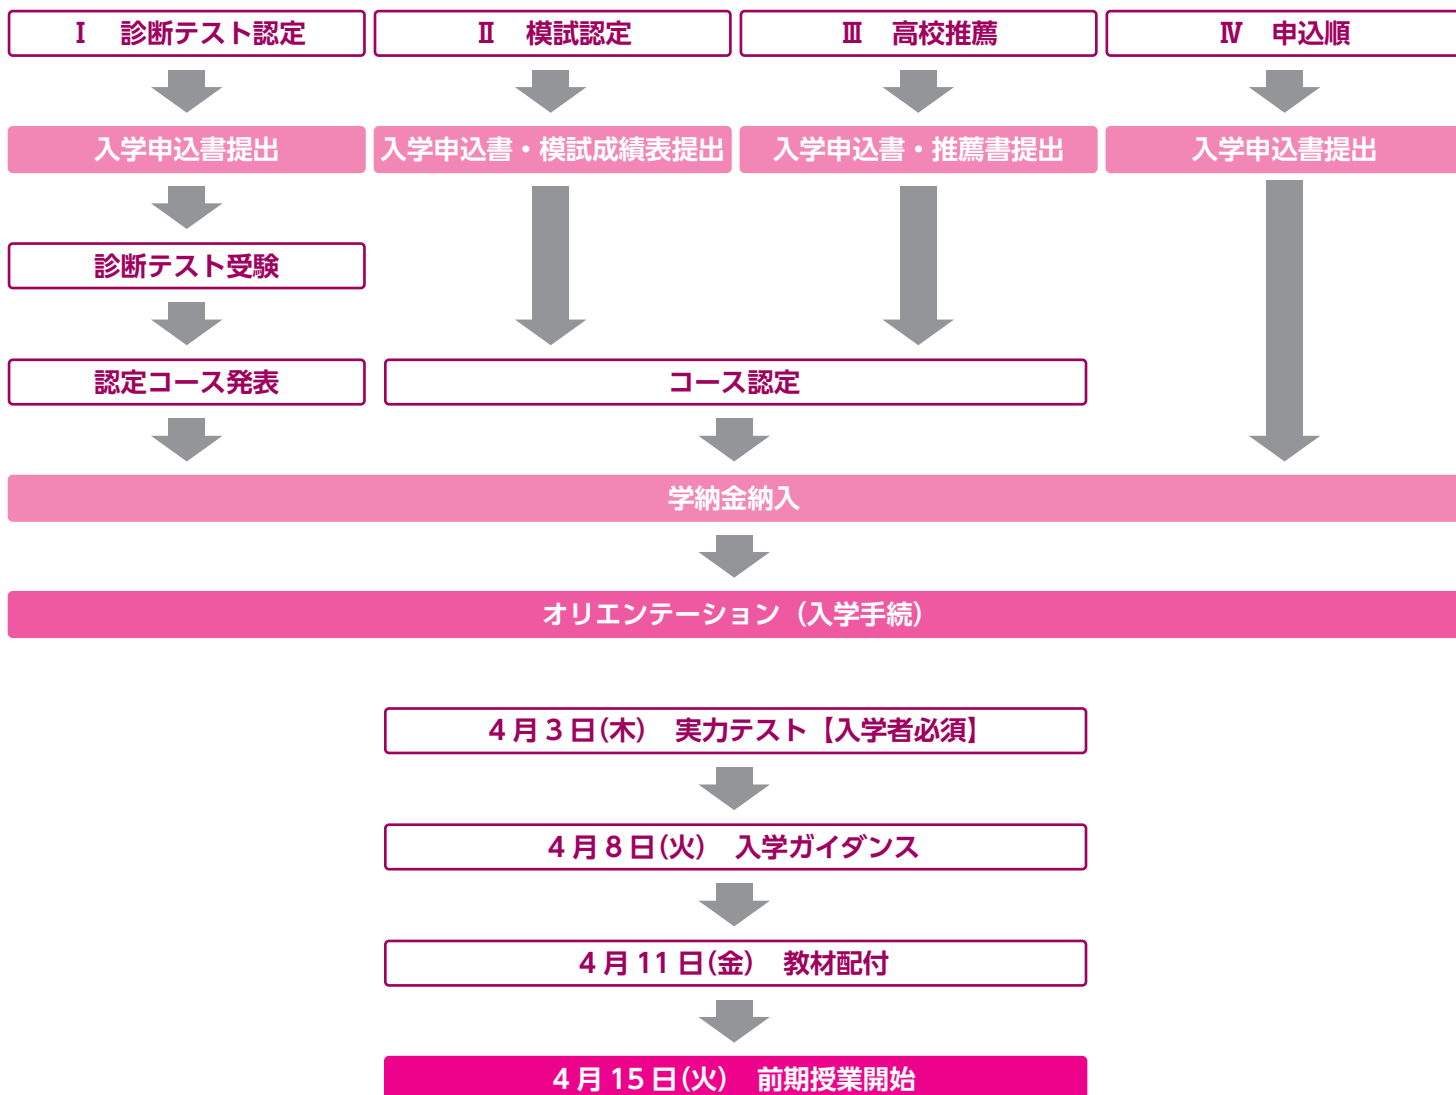 Ⅰ 診断テスト認定
Ⅱ 模試認定
Ⅲ 高校推薦
Ⅳ 申込順
入学申込書提出
入学申込書・模試成績表提出
入学申込書・推薦書提出
入学申込書提出
診断テスト受験
認定コース発表
コース認定
学納金納入
オリエンテーション（入学手続）
4月3日(木) 実力テスト【入学者必須】
4月8日(火) 入学ガイダンス
4月11日(金) 教材配付
4月15日(火) 前期授業開始